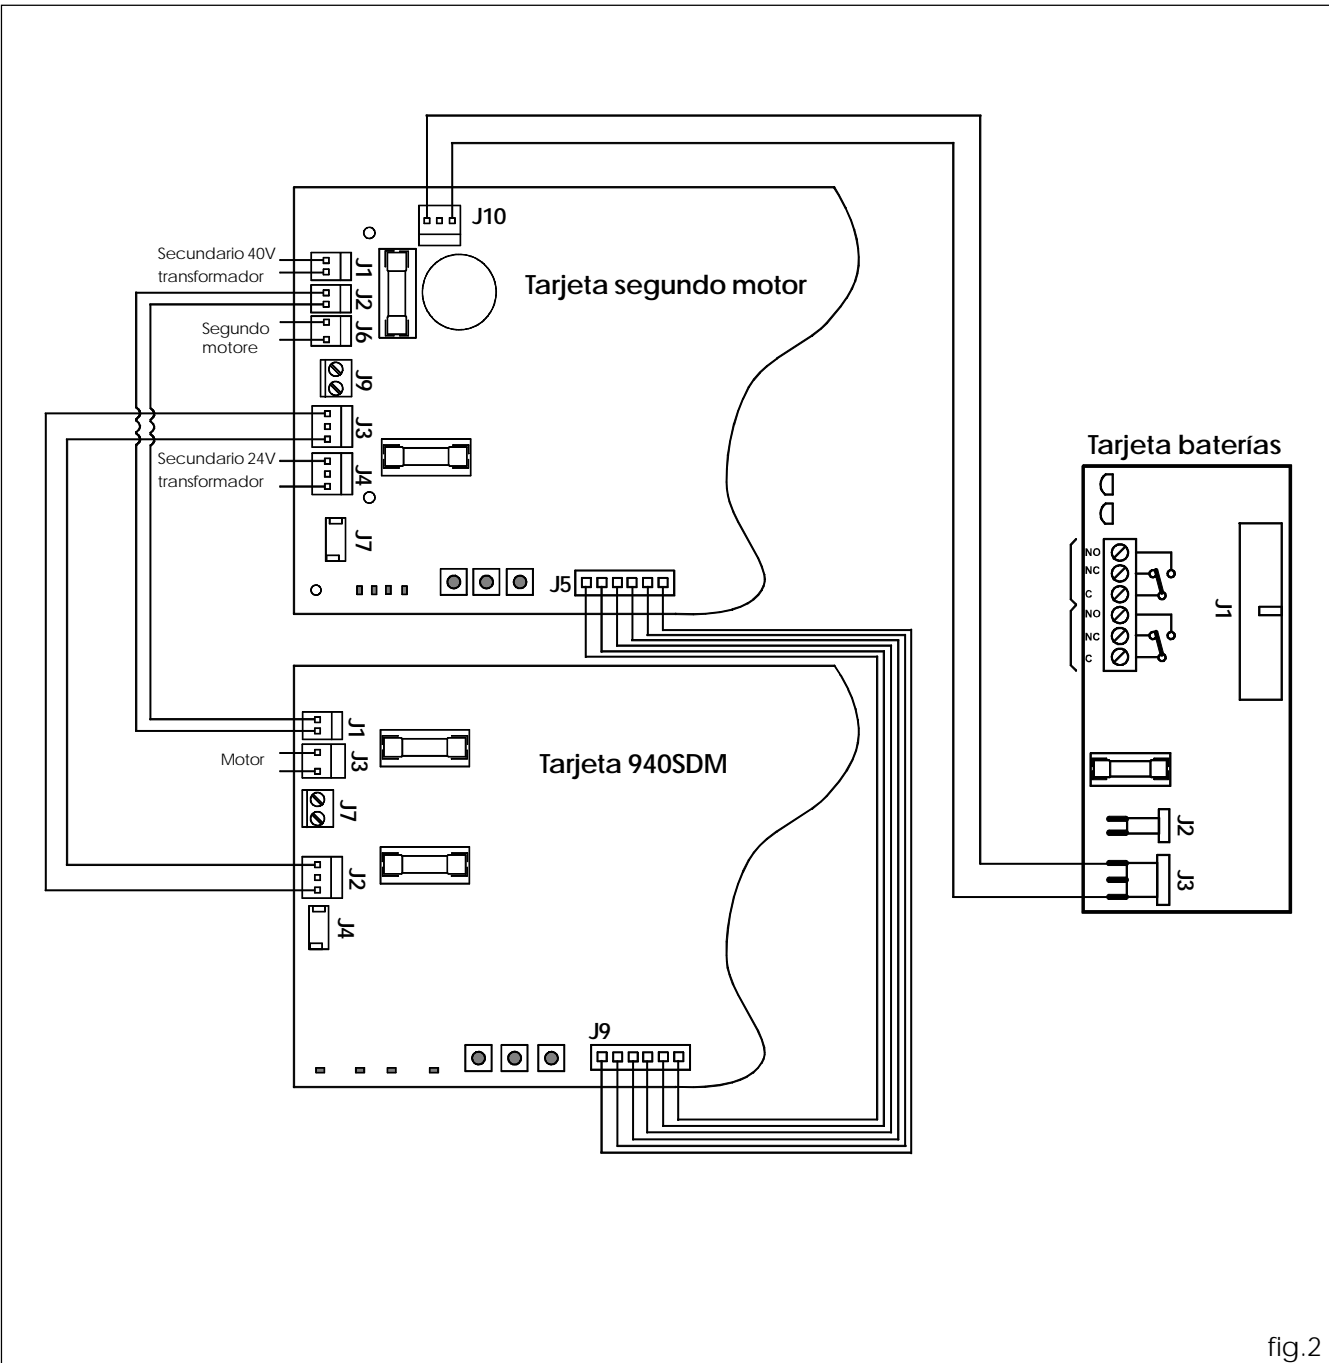 J10
Secundario 40V
transformador
J1
Tarjeta segundo motor
J2
Segundo
motore
J6
J9
J3
Secundario 24V
transformador
J4
J7
J5
Tarjeta baterías
NO
NC
C
NO
NC
C
J1
J2
J3
J1
Motor
J3
Tarjeta 940SDM
J7
J2
J4
J9
fig.2